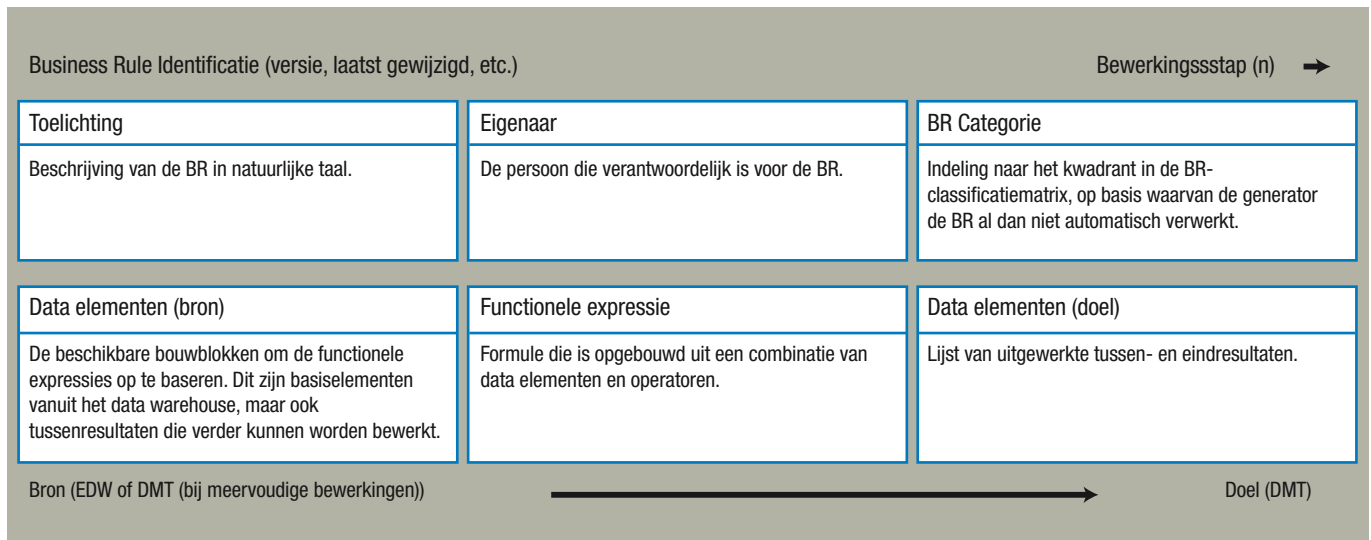 Business Rule Identificatie (versie, laatst gewijzigd, etc.)
Bewerkingssstap (n)
Toelichting
Beschrijving van de BR in natuurlijke taal.
Eigenaar
De persoon die verantwoordelijk is voor de BR.
BR Categorie
Indeling naar het kwadrant in de BR-
classificatiematrix, op basis waarvan de generator
de BR al dan niet automatisch verwerkt.
Data elementen (bron)
De beschikbare bouwblokken om de functionele
expressies op te baseren. Dit zijn basiselementen
vanuit het data warehouse, maar ook
tussenresultaten die verder kunnen worden bewerkt.
Functionele expressie
Formule die is opgebouwd uit een combinatie van
data elementen en operatoren.
Data elementen (doel)
Lijst van uitgewerkte tussen- en eindresultaten.
Bron (EDW of DMT (bij meervoudige bewerkingen))
Doel (DMT)